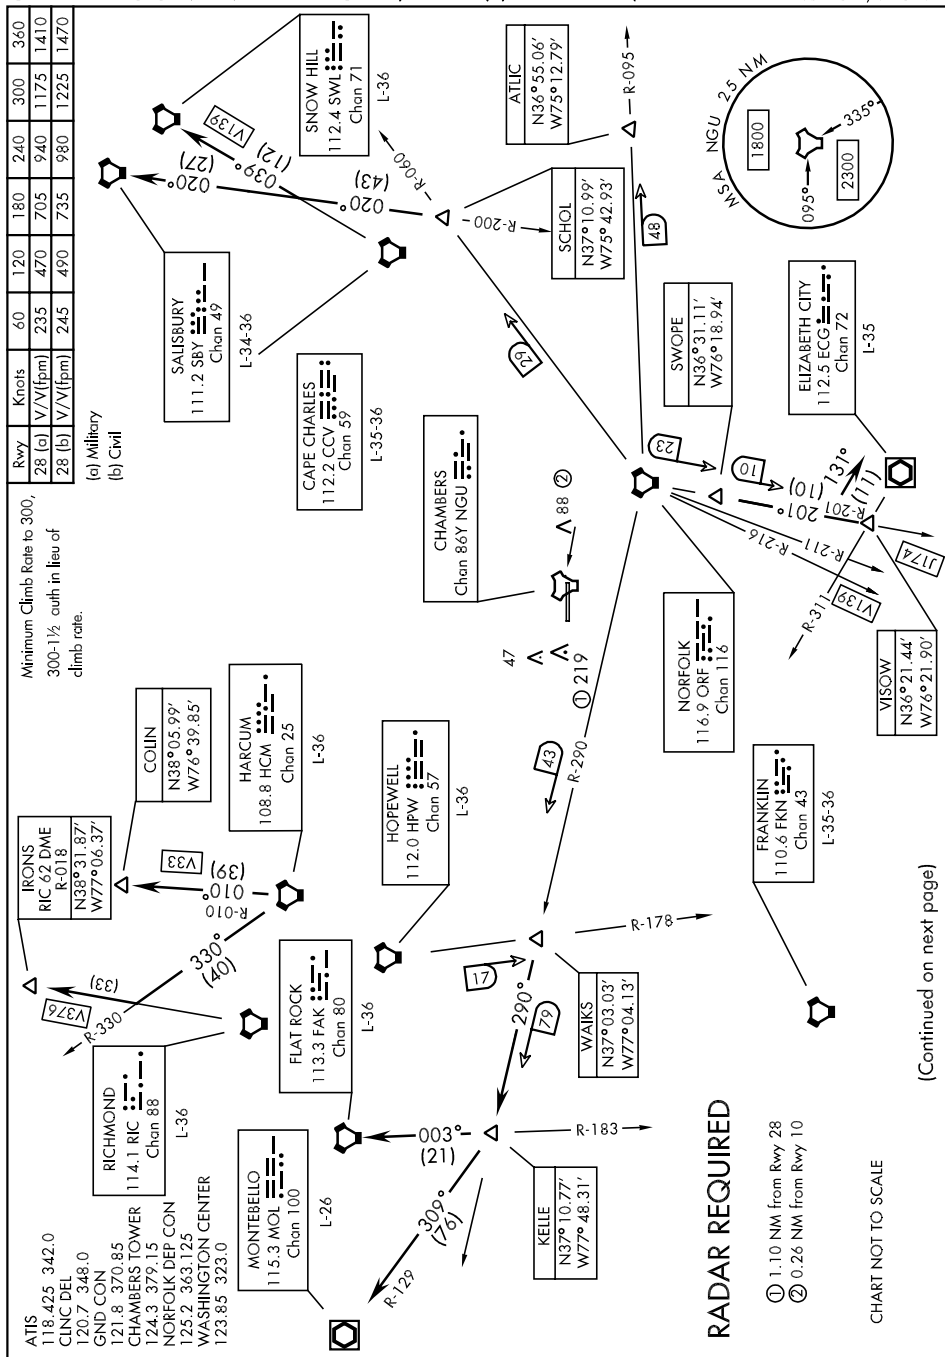 ATIS
118.425 342.0
CLNC DEL
120.7 348.0
GND CON
121.8 370.85
CHAMBERS TOWER
124.3 379.15
NORFOLK DEP CON
125.2 363.125
WASHINGTON CENTER
123.85 323.0
Minimum Climb Rate to 300,
300-1½ auth in lieu of
climb rate.
Rwy Knots 60 120 180 240 300 360
28 (a) V/V(fpm) 235 470 705 940 1175 1410
28 (b) V/V(fpm) 245 490 735 980 1225 1470
(a) Military
(b) Civil
IRONS
RIC 62 DME
R-018
N38°31.87'
W77°06.37'
COLIN
N38°05.99'
W76°39.85'
V376
(33)
R-330
330°
(40)
V33
(39)
010°
R-010
RICHMOND
114.1 RIC
Chan 88
L-36
HARCUM
108.8 HCM
Chan 25
L-36
SALISBURY
111.2 SBY
Chan 49
L-34-36
SNOW HILL
112.4 SWL
Chan 71
L-36
V139
(12)
039°
(27)
020°
020°
(43)
R-060
R-200
MONTEBELLO
115.3 MOL
Chan 100
L-26
FLAT ROCK
113.3 FAK
Chan 80
L-36
HOPEWELL
112.0 HPW
Chan 57
L-36
CHAMBERS
Chan 86Y NGU
CAPE CHARLES
112.2 CCV
Chan 59
L-35-36
SCHOL
N37°10.99'
W75°42.93'
ATLIC
N36°55.06'
W75°12.79'
R-095
MSA NGU 25 NM
1800
2300
095°
335°
R-129
309°
(76)
003°
(21)
R-183
290°
79
17
R-178
43
R-290
47
① 219
88 ②
29
48
KELLE
N37°10.77'
W77°48.31'
WAIKS
N37°03.03'
W77°04.13'
NORFOLK
116.9 ORF
Chan 116
SWOPE
N36°31.11'
W76°18.94'
ELIZABETH CITY
112.5 ECG
Chan 72
L-35
23
10
(10)
201°
R-201
131°
(11)
R-211
R-216
V139
J174
R-311
VISOW
N36°21.44'
W76°21.90'
FRANKLIN
110.6 FKN
Chan 43
L-35-36
RADAR REQUIRED
① 1.10 NM from Rwy 28
② 0.26 NM from Rwy 10
CHART NOT TO SCALE
(Continued on next page)